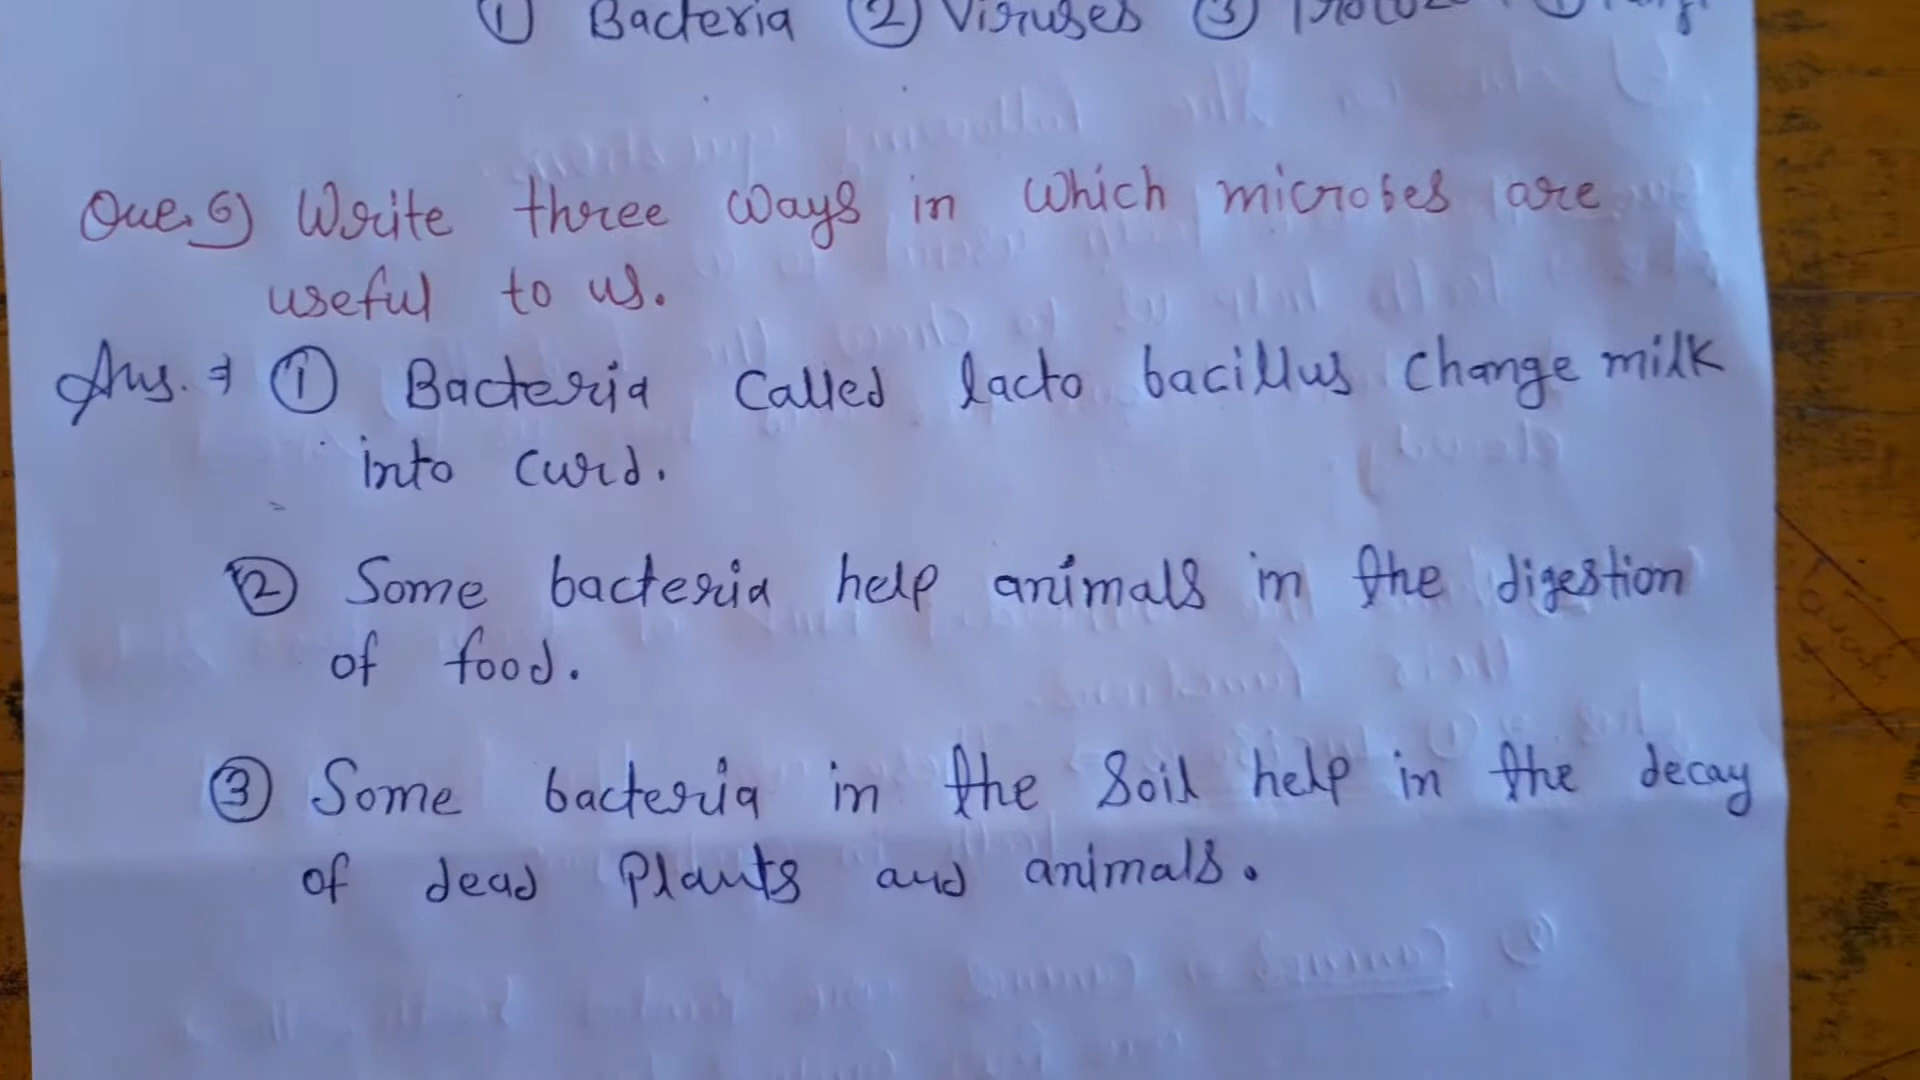 ① Bacteria ② Viruses ③
Que. 6) Write three ways in which microbes are
useful to us.
Ans. ⇒ ① Bacteria called lacto bacillus change milk
into curd.
② Some bacteria help animals in the digestion
of food.
③ Some bacteria in the soil help in the decay
of dead plants and animals.